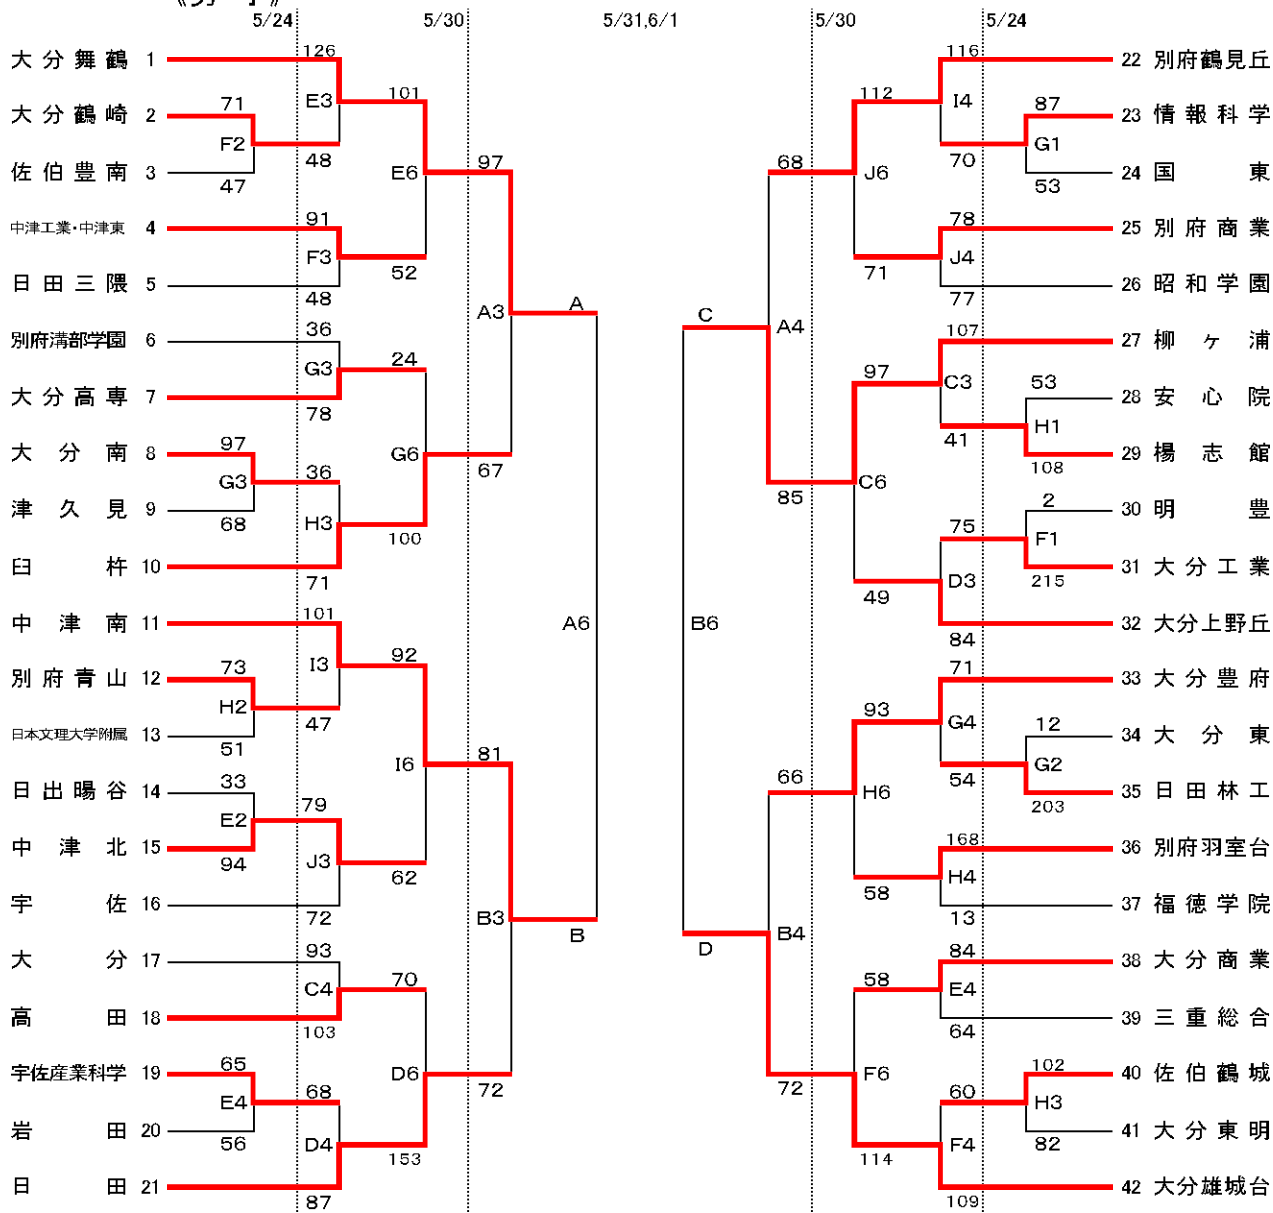 5/24 5/30 5/31,6/1 5/30 5/24
大分舞鶴 1 126 116 22 別府鶴見丘
E3 101 112 I4
大分鶴崎 2 71 87 23 情報科学
F2 48 70 G1
佐伯豊南 3 47 E6 97 68 J6 53 24 国東
中津工業・中津東 4 91 78 25 別府商業
F3 52 71 J4
日田三隈 5 48 77 26 昭和学園
A3 A C A4
別府溝部学園 6 36 107 27 柳ヶ浦
G3 24 97 C3
大分高専 7 78 53 28 安心院
41 H1
大分南 8 97 G6 67 108 29 楊志館
G3 36 85 C6
津久見 9 68 2 30 明豊
H3 100 75 F1
臼杵 10 71 215 31 大分工業
D3 49
中津南 11 101 A6 B6 84 32 大分上野丘
I3 92
別府青山 12 73 71 33 大分豊府
H2 47 93 G4
日本文理大学附属 13 51 12 34 大分東
I6 81 66 H6 54 G2
日出暘谷 14 33 203 35 日田林工
E2 79
中津北 15 94 168 36 別府羽室台
J3 62 58 H4
宇佐 16 72 13 37 福徳学院
B3 B D B4
大分 17 93 84 38 大分商業
C4 70 58 E4
高田 18 103 64 39 三重総合
宇佐産業科学 19 65 D6 72 72 F6 102 40 佐伯鶴城
E4 68 60 H3
岩田 20 56 82 41 大分東明
D4 153 114 F4
日田 21 87 109 42 大分雄城台